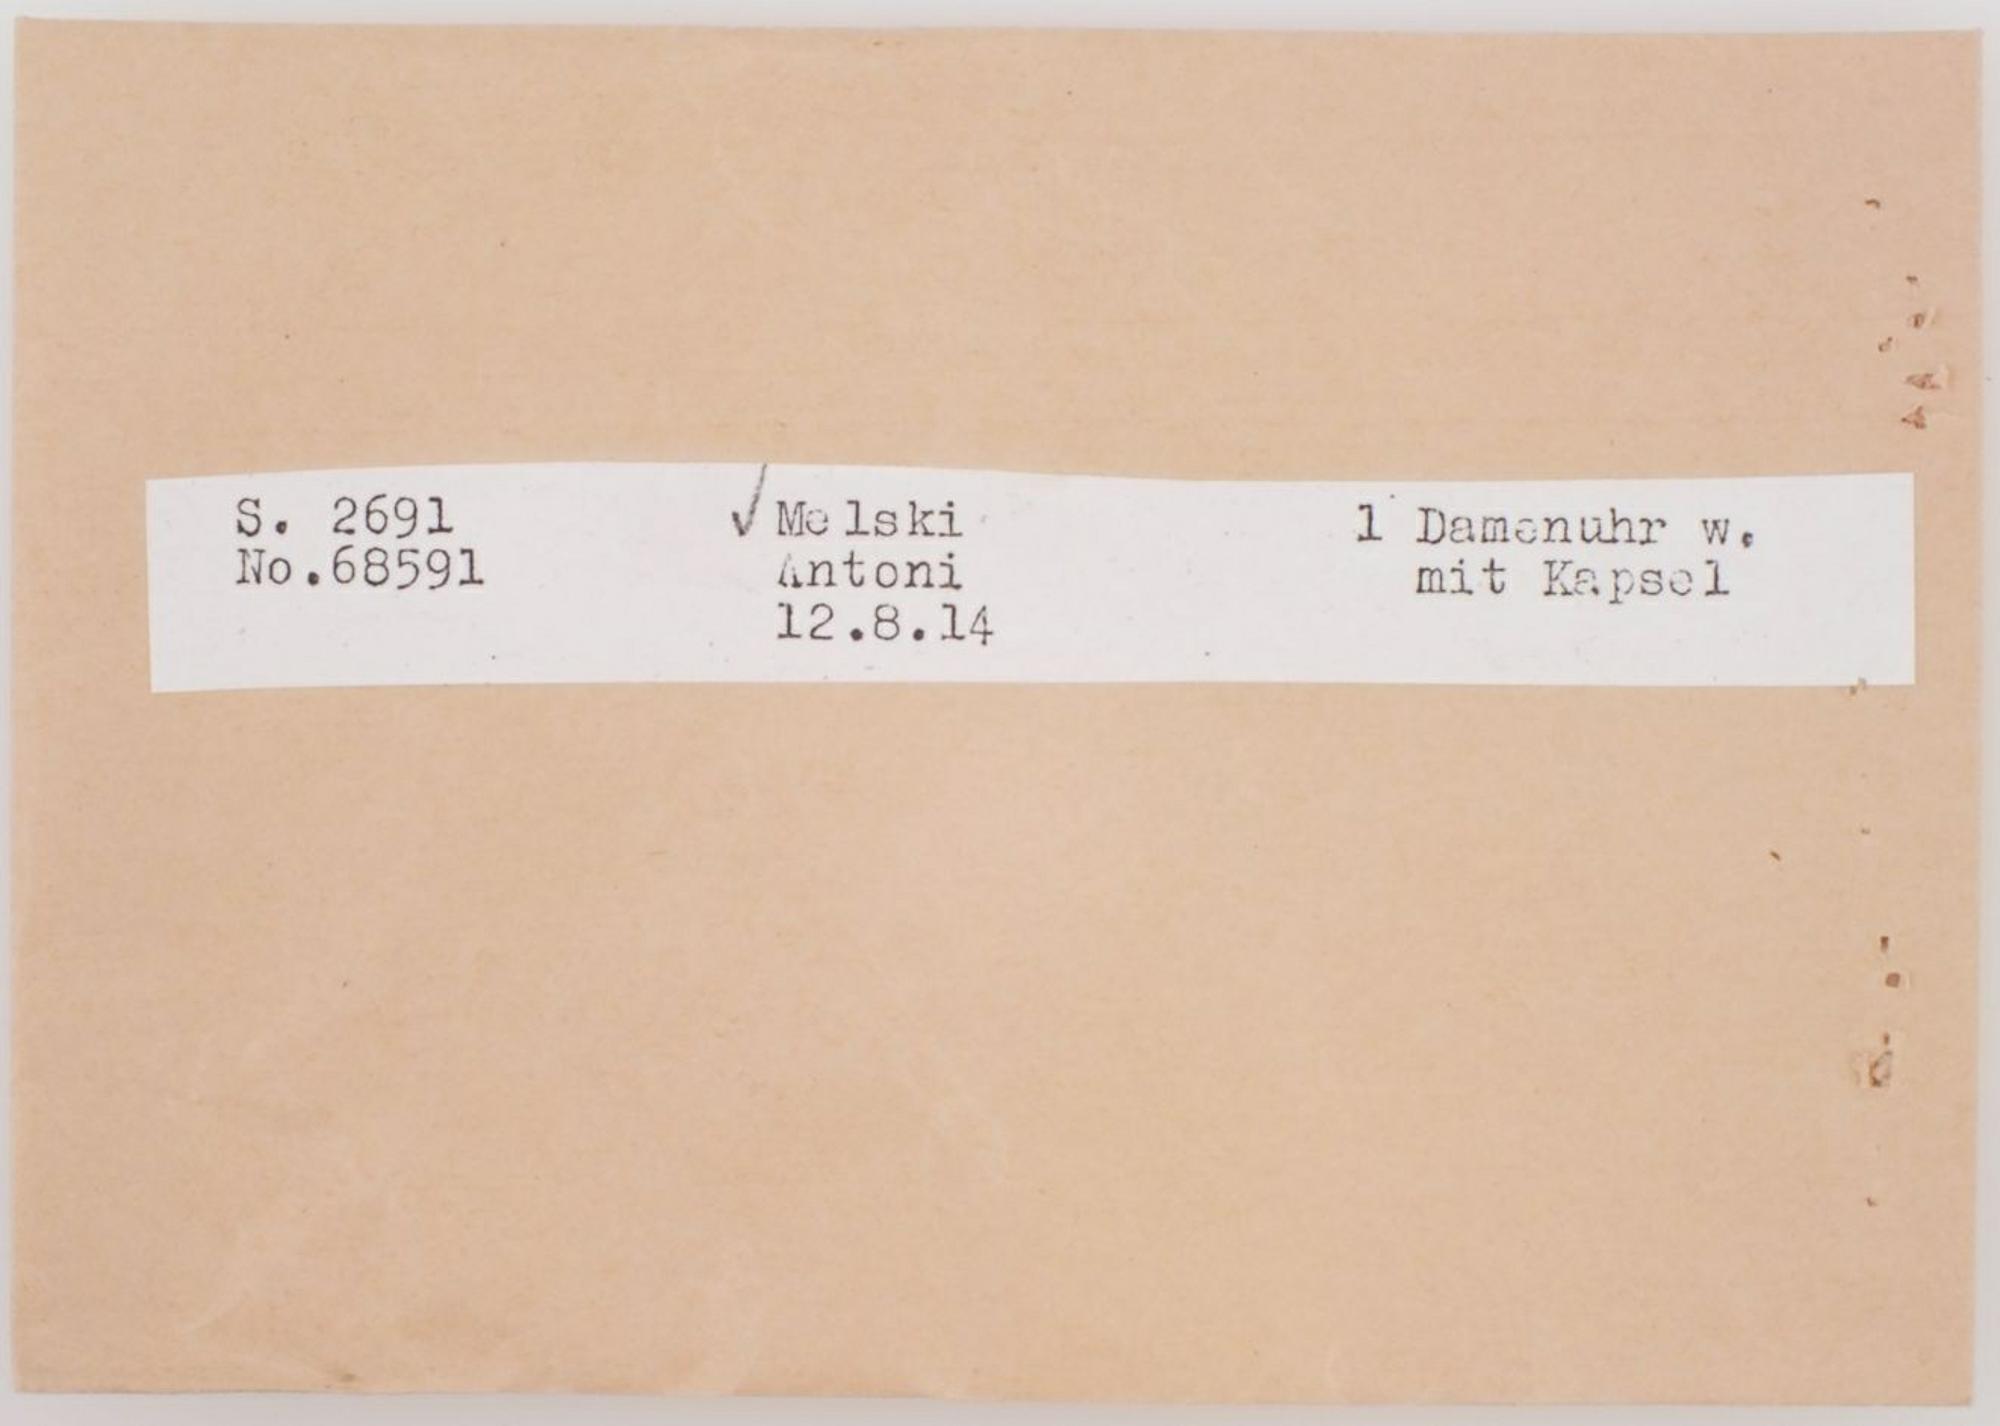 S. 2691
No.68591
✓ Melski
Antoni
12.8.14
1 Damenuhr w.
mit Kapsel